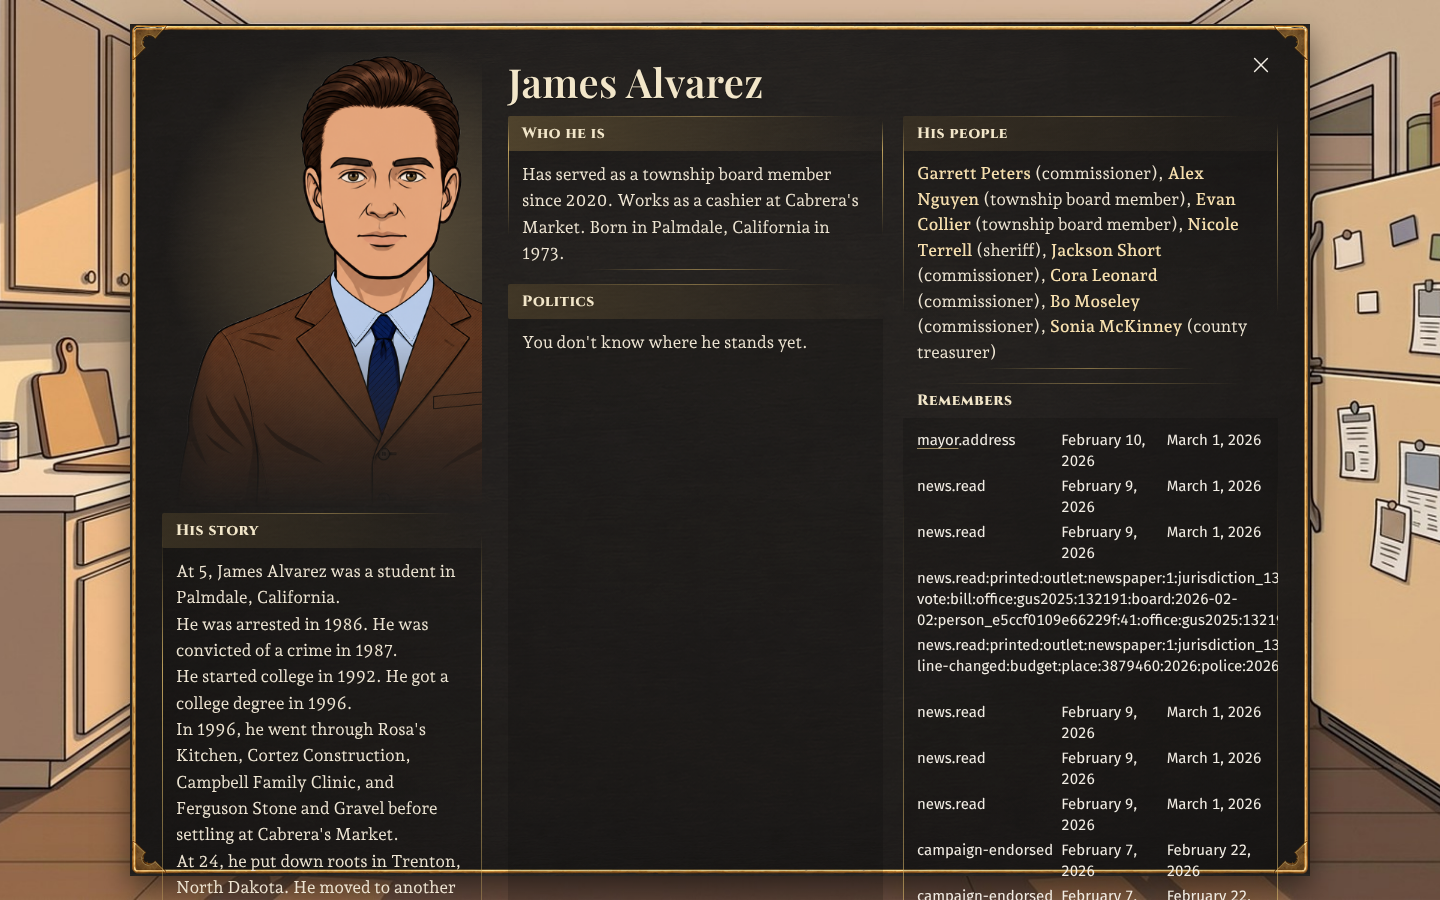 James Alvarez
Who he is
Has served as a township board member
since 2020. Works as a cashier at Cabrera's
Market. Born in Palmdale, California in
1973.
Politics
You don't know where he stands yet.
His people
Garrett Peters (commissioner), Alex
Nguyen (township board member), Evan
Collier (township board member), Nicole
Terrell (sheriff), Jackson Short
(commissioner), Cora Leonard
(commissioner), Bo Moseley
(commissioner), Sonia McKinney (county
treasurer)
Remembers
mayor.address February 10, 2026 March 1, 2026
news.read February 9, 2026 March 1, 2026
news.read February 9, 2026 March 1, 2026
news.read:printed:outlet:newspaper:1:jurisdiction_13
vote:bill:office:gus2025:132191:board:2026-02-
02:person_e5ccf0109e66229f:41:office:gus2025:1321
news.read:printed:outlet:newspaper:1:jurisdiction_13
line-changed:budget:place:3879460:2026:police:2026
news.read February 9, 2026 March 1, 2026
news.read February 9, 2026 March 1, 2026
news.read February 9, 2026 March 1, 2026
campaign-endorsed February 7, 2026 February 22, 2026
campaign-endorsed February 7, February 22,
His story
At 5, James Alvarez was a student in
Palmdale, California.
He was arrested in 1986. He was
convicted of a crime in 1987.
He started college in 1992. He got a
college degree in 1996.
In 1996, he went through Rosa's
Kitchen, Cortez Construction,
Campbell Family Clinic, and
Ferguson Stone and Gravel before
settling at Cabrera's Market.
At 24, he put down roots in Trenton,
North Dakota. He moved to another